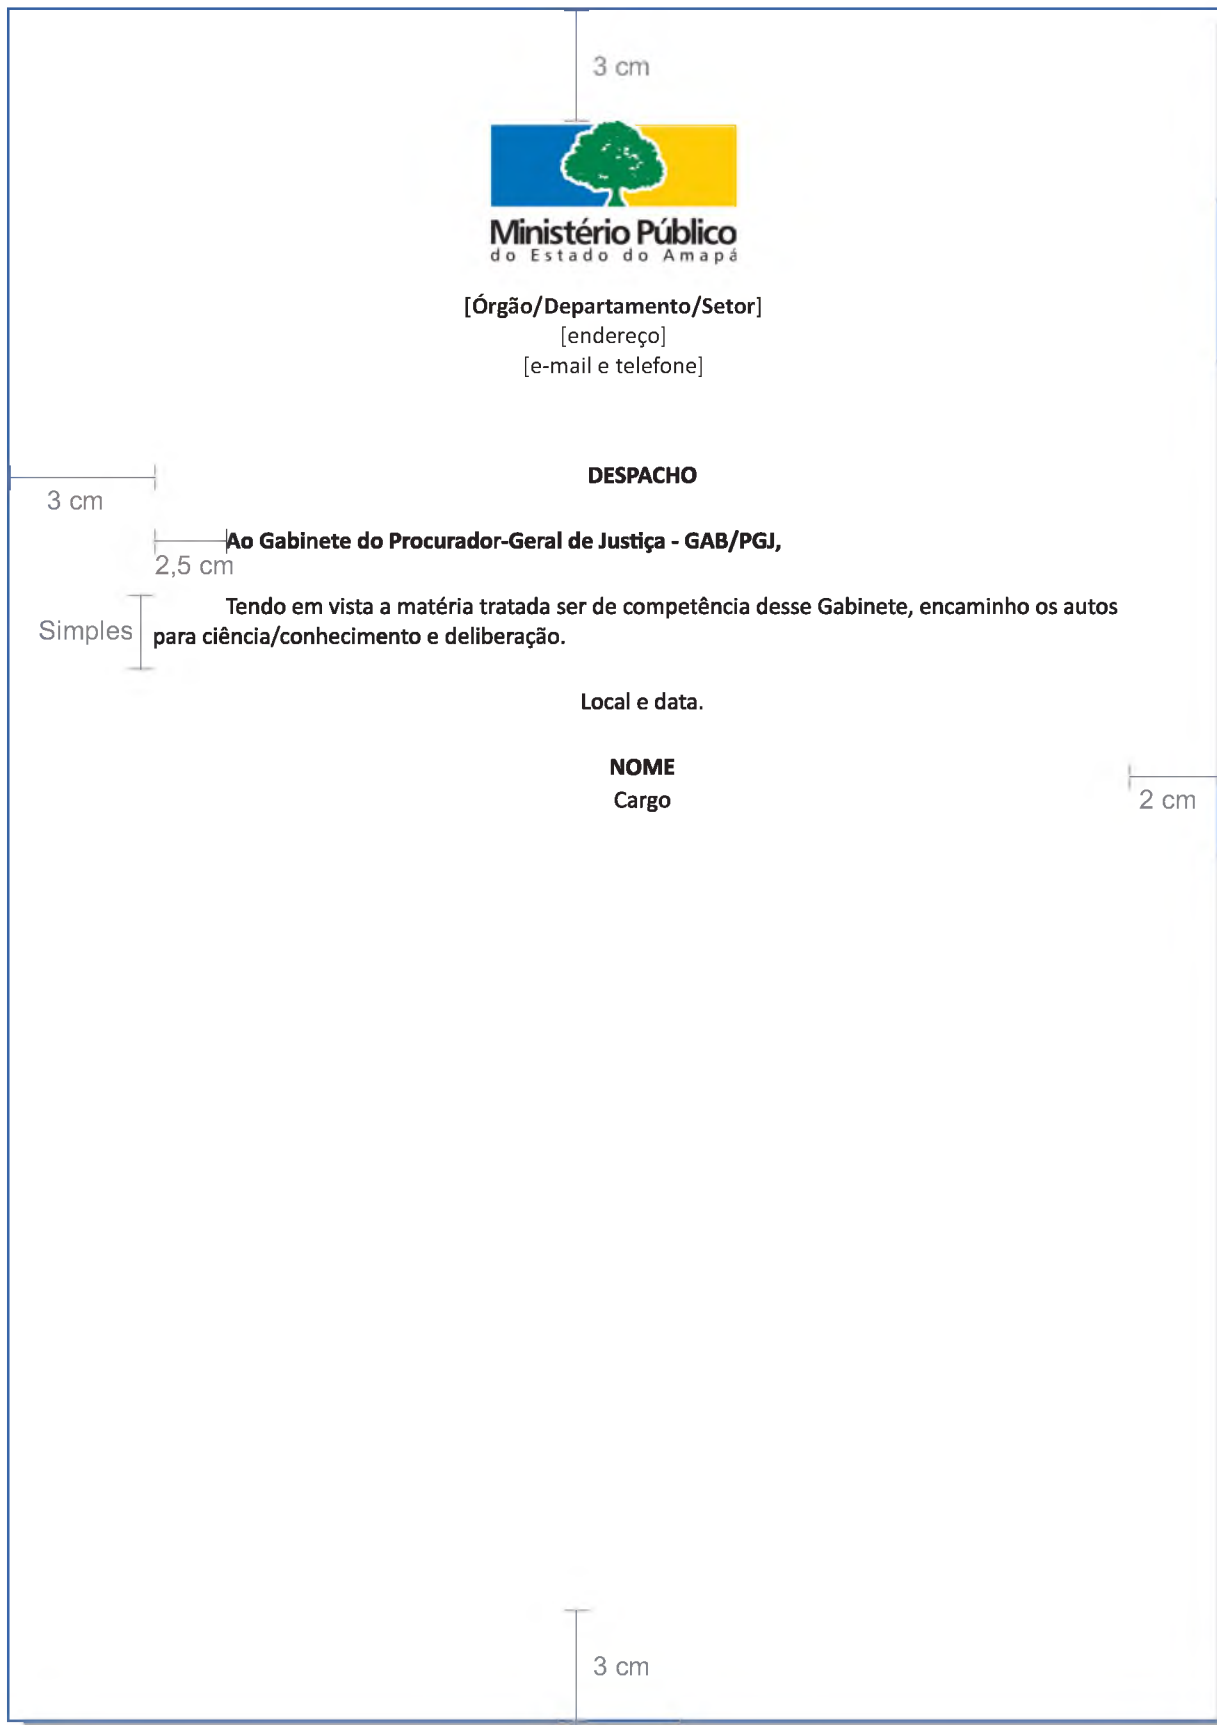 3 cm
Ministério Público
do Estado do Amapá
[Órgão/Departamento/Setor]
[endereço]
[e-mail e telefone]
DESPACHO
3 cm
Ao Gabinete do Procurador-Geral de Justiça - GAB/PGJ,
2,5 cm
Tendo em vista a matéria tratada ser de competência desse Gabinete, encaminho os autos
Simples
para ciência/conhecimento e deliberação.
Local e data.
NOME
Cargo
2 cm
3 cm